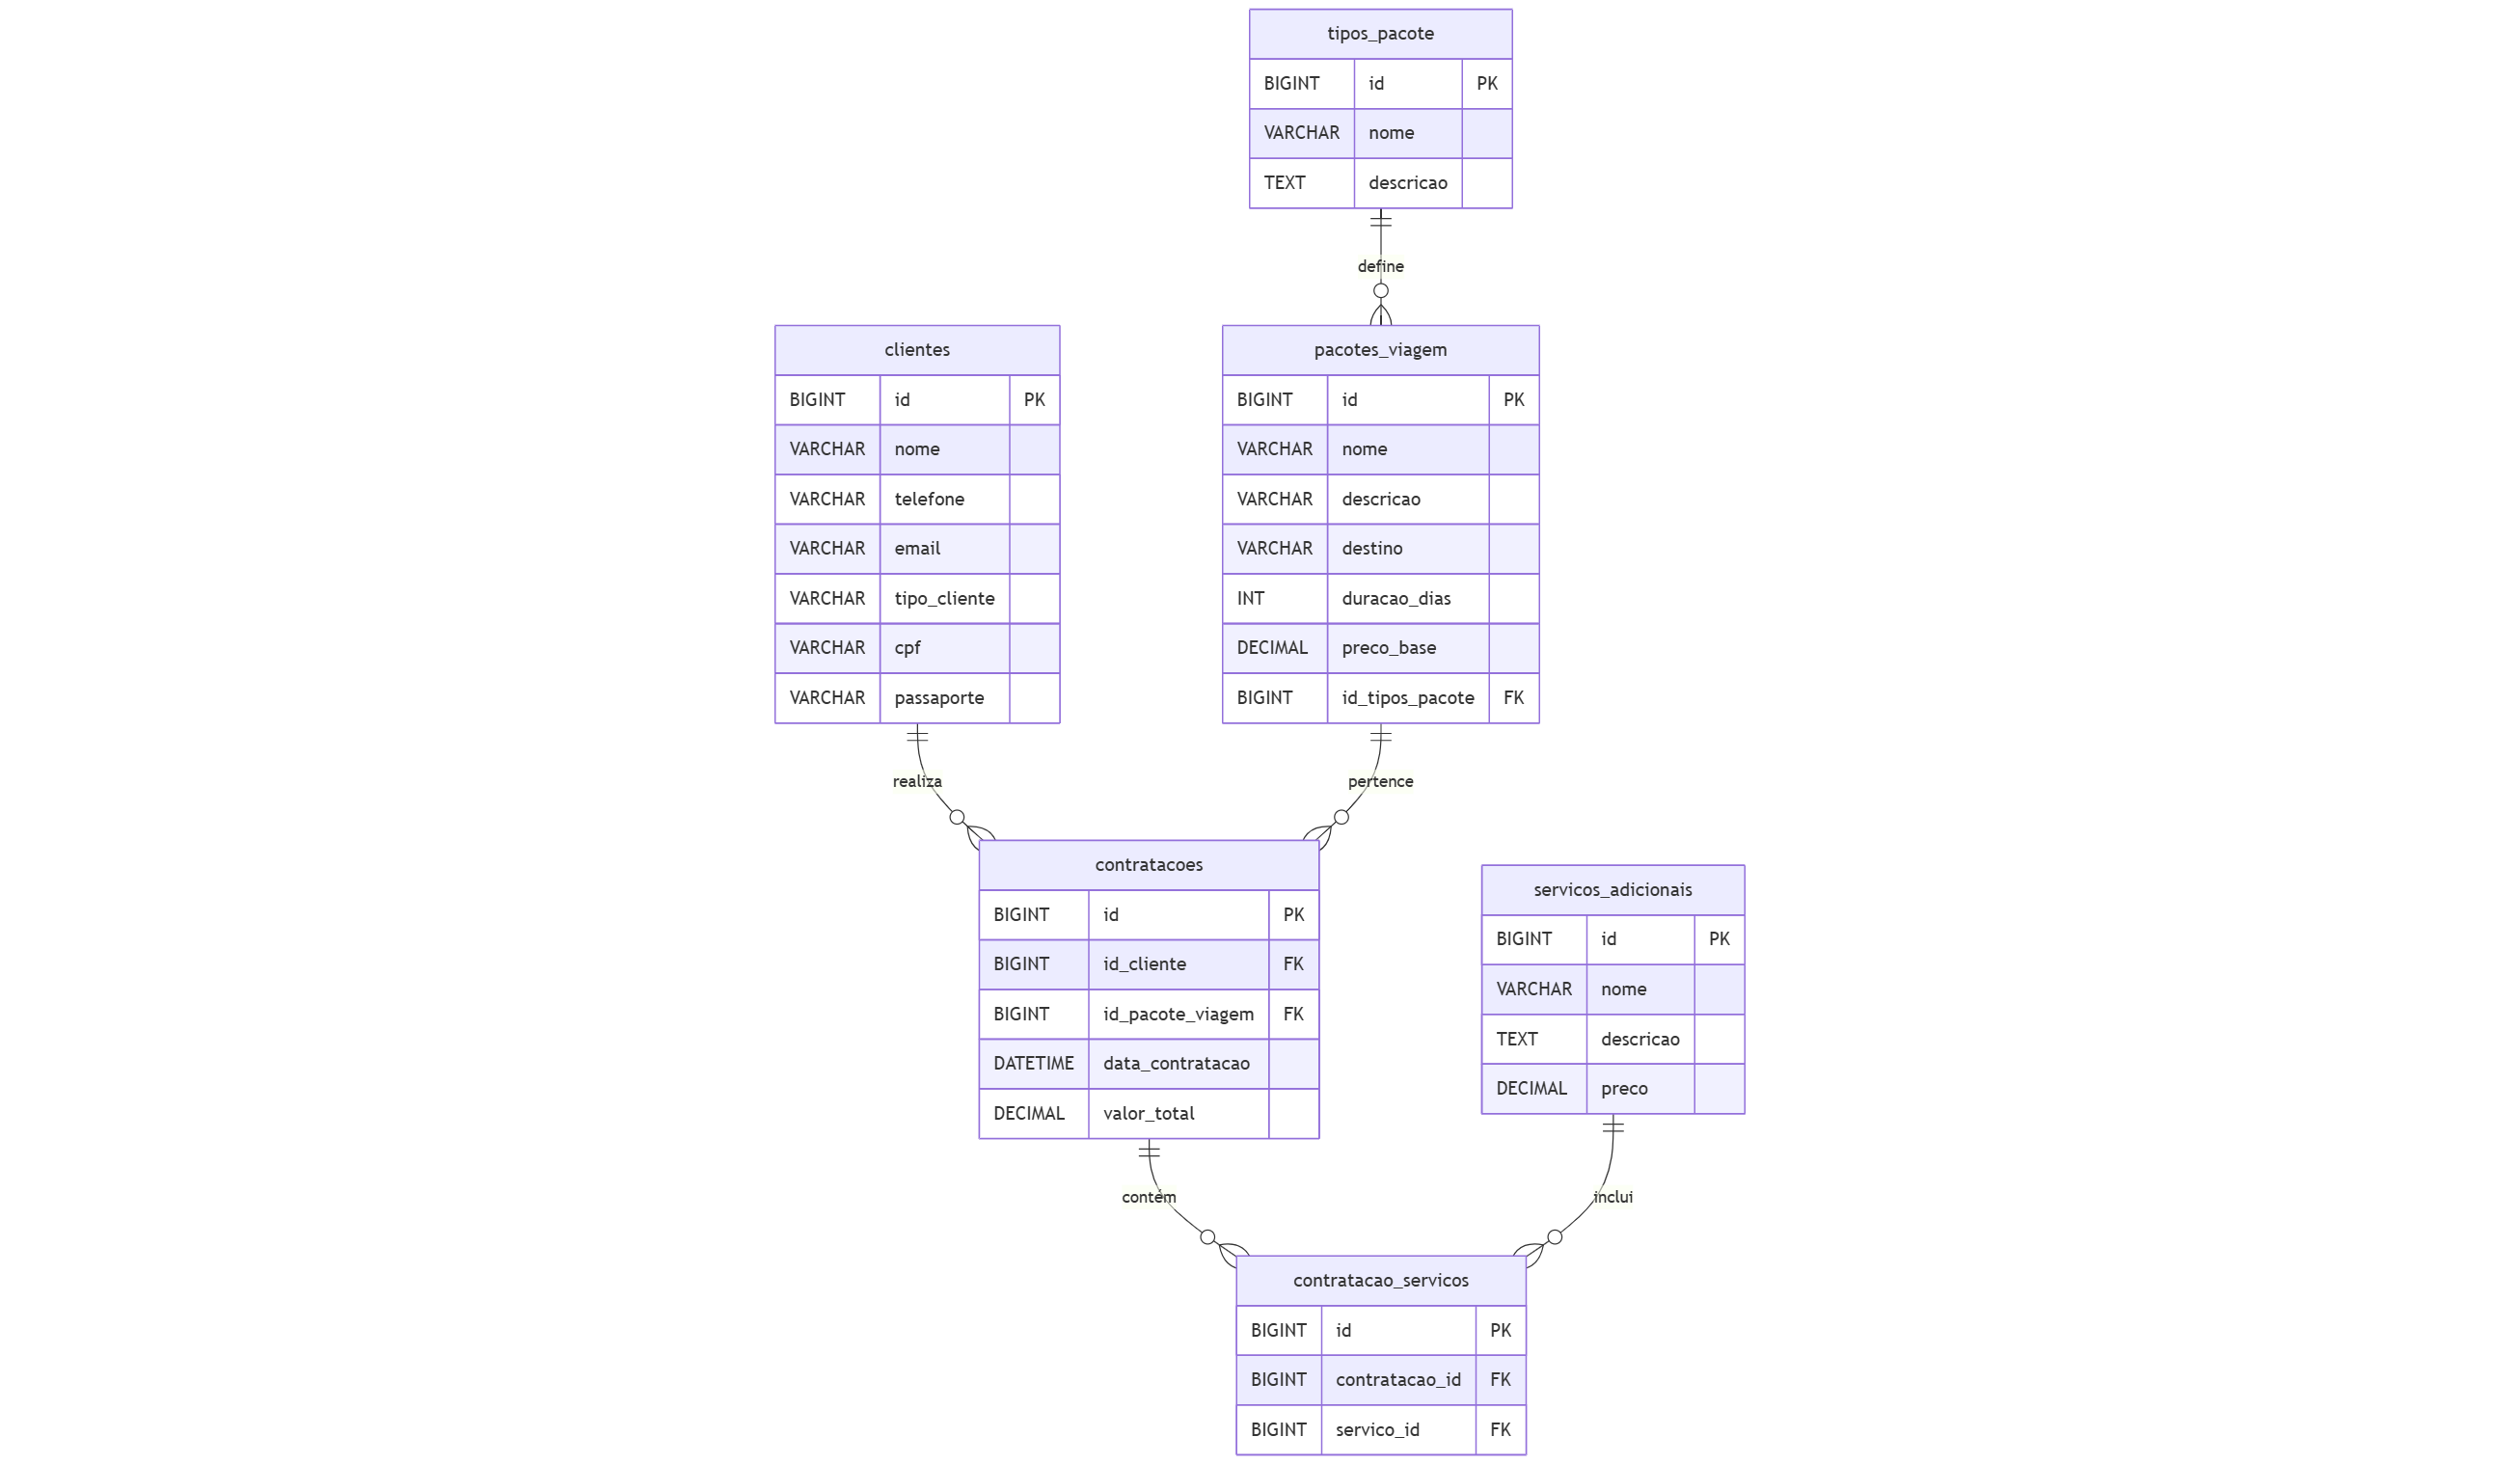 tipos_pacote
BIGINT id PK
VARCHAR nome
TEXT descricao
define
clientes
BIGINT id PK
VARCHAR nome
VARCHAR telefone
VARCHAR email
VARCHAR tipo_cliente
VARCHAR cpf
VARCHAR passaporte
pacotes_viagem
BIGINT id PK
VARCHAR nome
VARCHAR descricao
VARCHAR destino
INT duracao_dias
DECIMAL preco_base
BIGINT id_tipos_pacote FK
realiza
pertence
contratacoes
BIGINT id PK
BIGINT id_cliente FK
BIGINT id_pacote_viagem FK
DATETIME data_contratacao
DECIMAL valor_total
servicos_adicionais
BIGINT id PK
VARCHAR nome
TEXT descricao
DECIMAL preco
contém
inclui
contratacao_servicos
BIGINT id PK
BIGINT contratacao_id FK
BIGINT servico_id FK